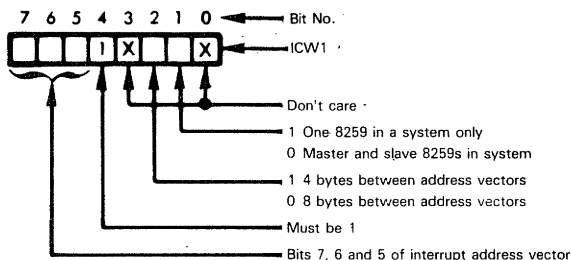 7 6 5 4 3 2 1 0 Bit No.
1 X X ICW1
Don't care
1 One 8259 in a system only
0 Master and slave 8259s in system
1 4 bytes between address vectors
0 8 bytes between address vectors
Must be 1
Bits 7, 6 and 5 of interrupt address vector